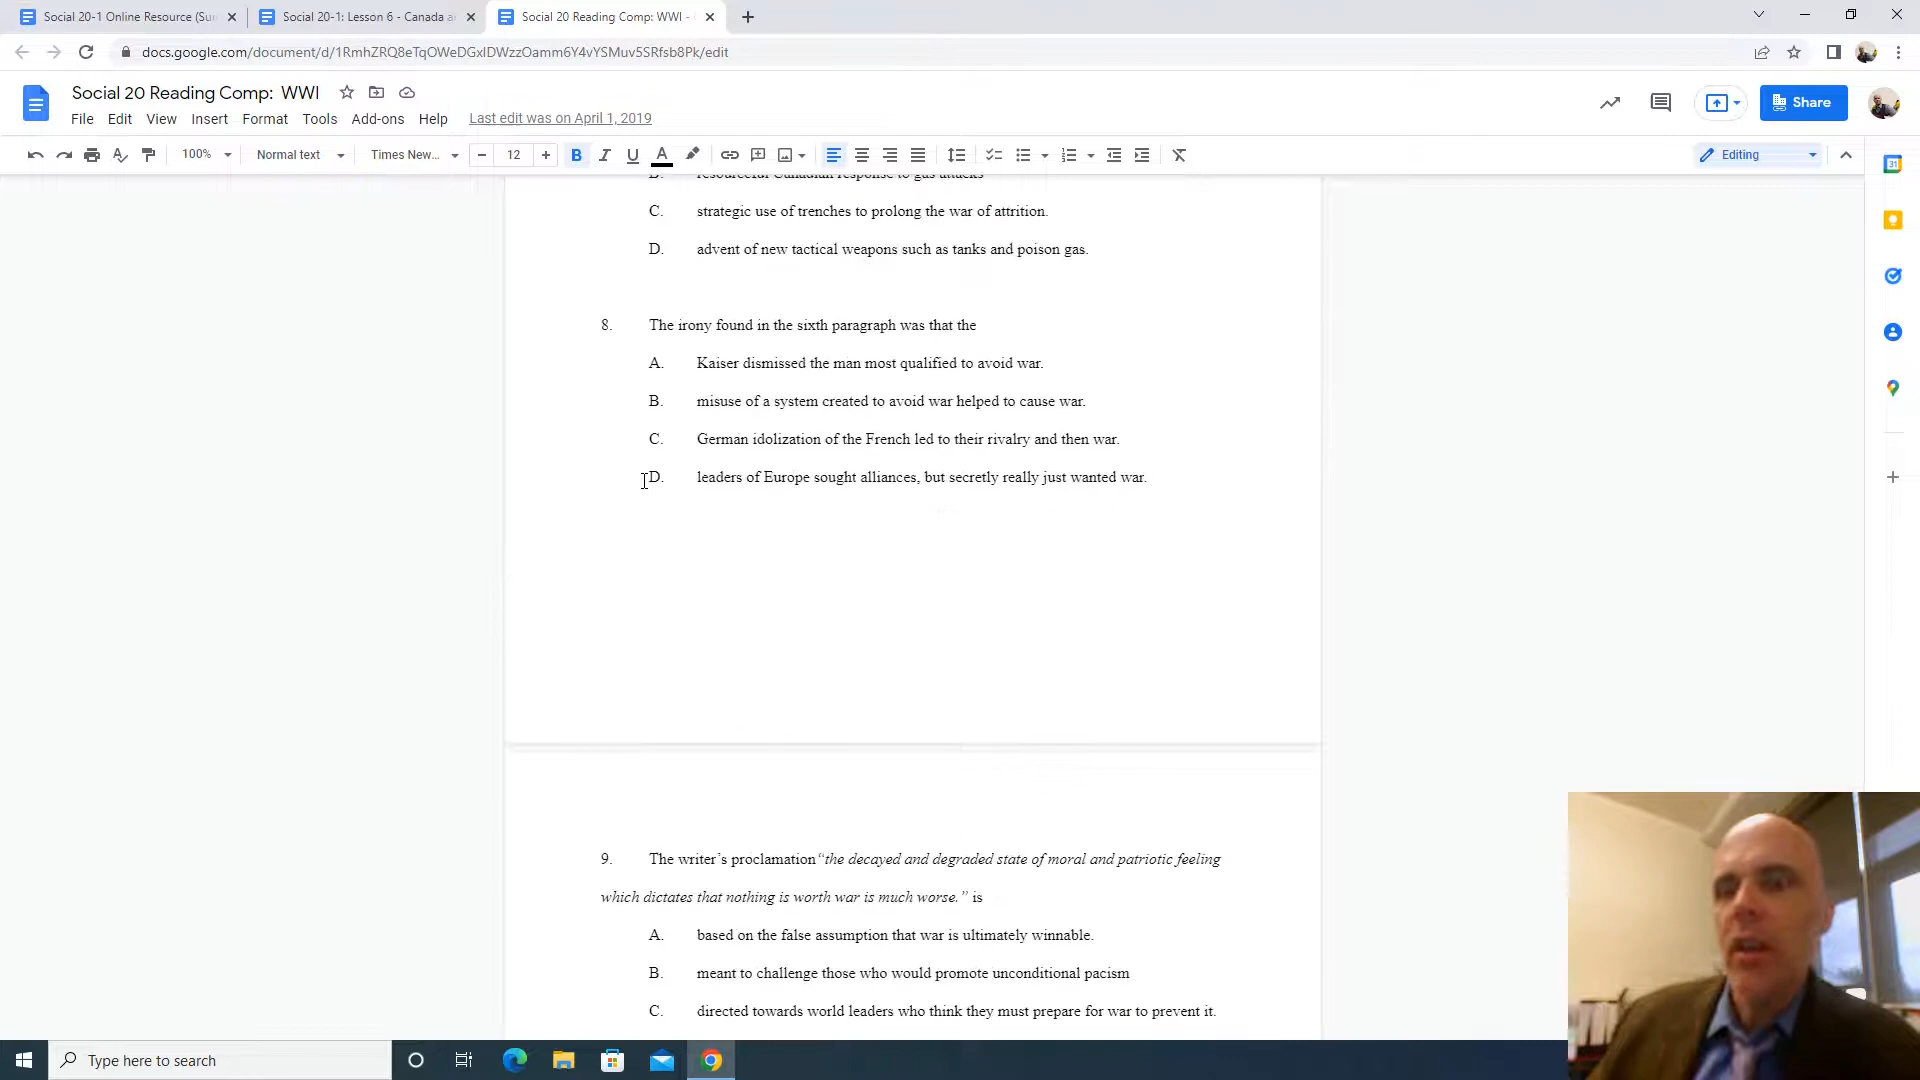 Social 20-1 Online Resource (Su
Social 20-1: Lesson 6 - Canada a
Social 20 Reading Comp: WWI -
docs.google.com/document/d/1RmhZRQ8eTqOWeDGxIDWzzOamm6Y4vYSMuv5SRfsb8Pk/edit
Social 20 Reading Comp: WWI
Share
File Edit View Insert Format Tools Add-ons Help Last edit was on April 1, 2019
100% Normal text Times New... 12 B I U A Editing
31
B. resourceful Canadian response to gas attacks
C. strategic use of trenches to prolong the war of attrition.
D. advent of new tactical weapons such as tanks and poison gas.
8. The irony found in the sixth paragraph was that the
A. Kaiser dismissed the man most qualified to avoid war.
B. misuse of a system created to avoid war helped to cause war.
C. German idolization of the French led to their rivalry and then war.
D. leaders of Europe sought alliances, but secretly really just wanted war.
9. The writer’s proclamation “the decayed and degraded state of moral and patriotic feeling
which dictates that nothing is worth war is much worse.” is
A. based on the false assumption that war is ultimately winnable.
B. meant to challenge those who would promote unconditional pacism
C. directed towards world leaders who think they must prepare for war to prevent it.
Type here to search